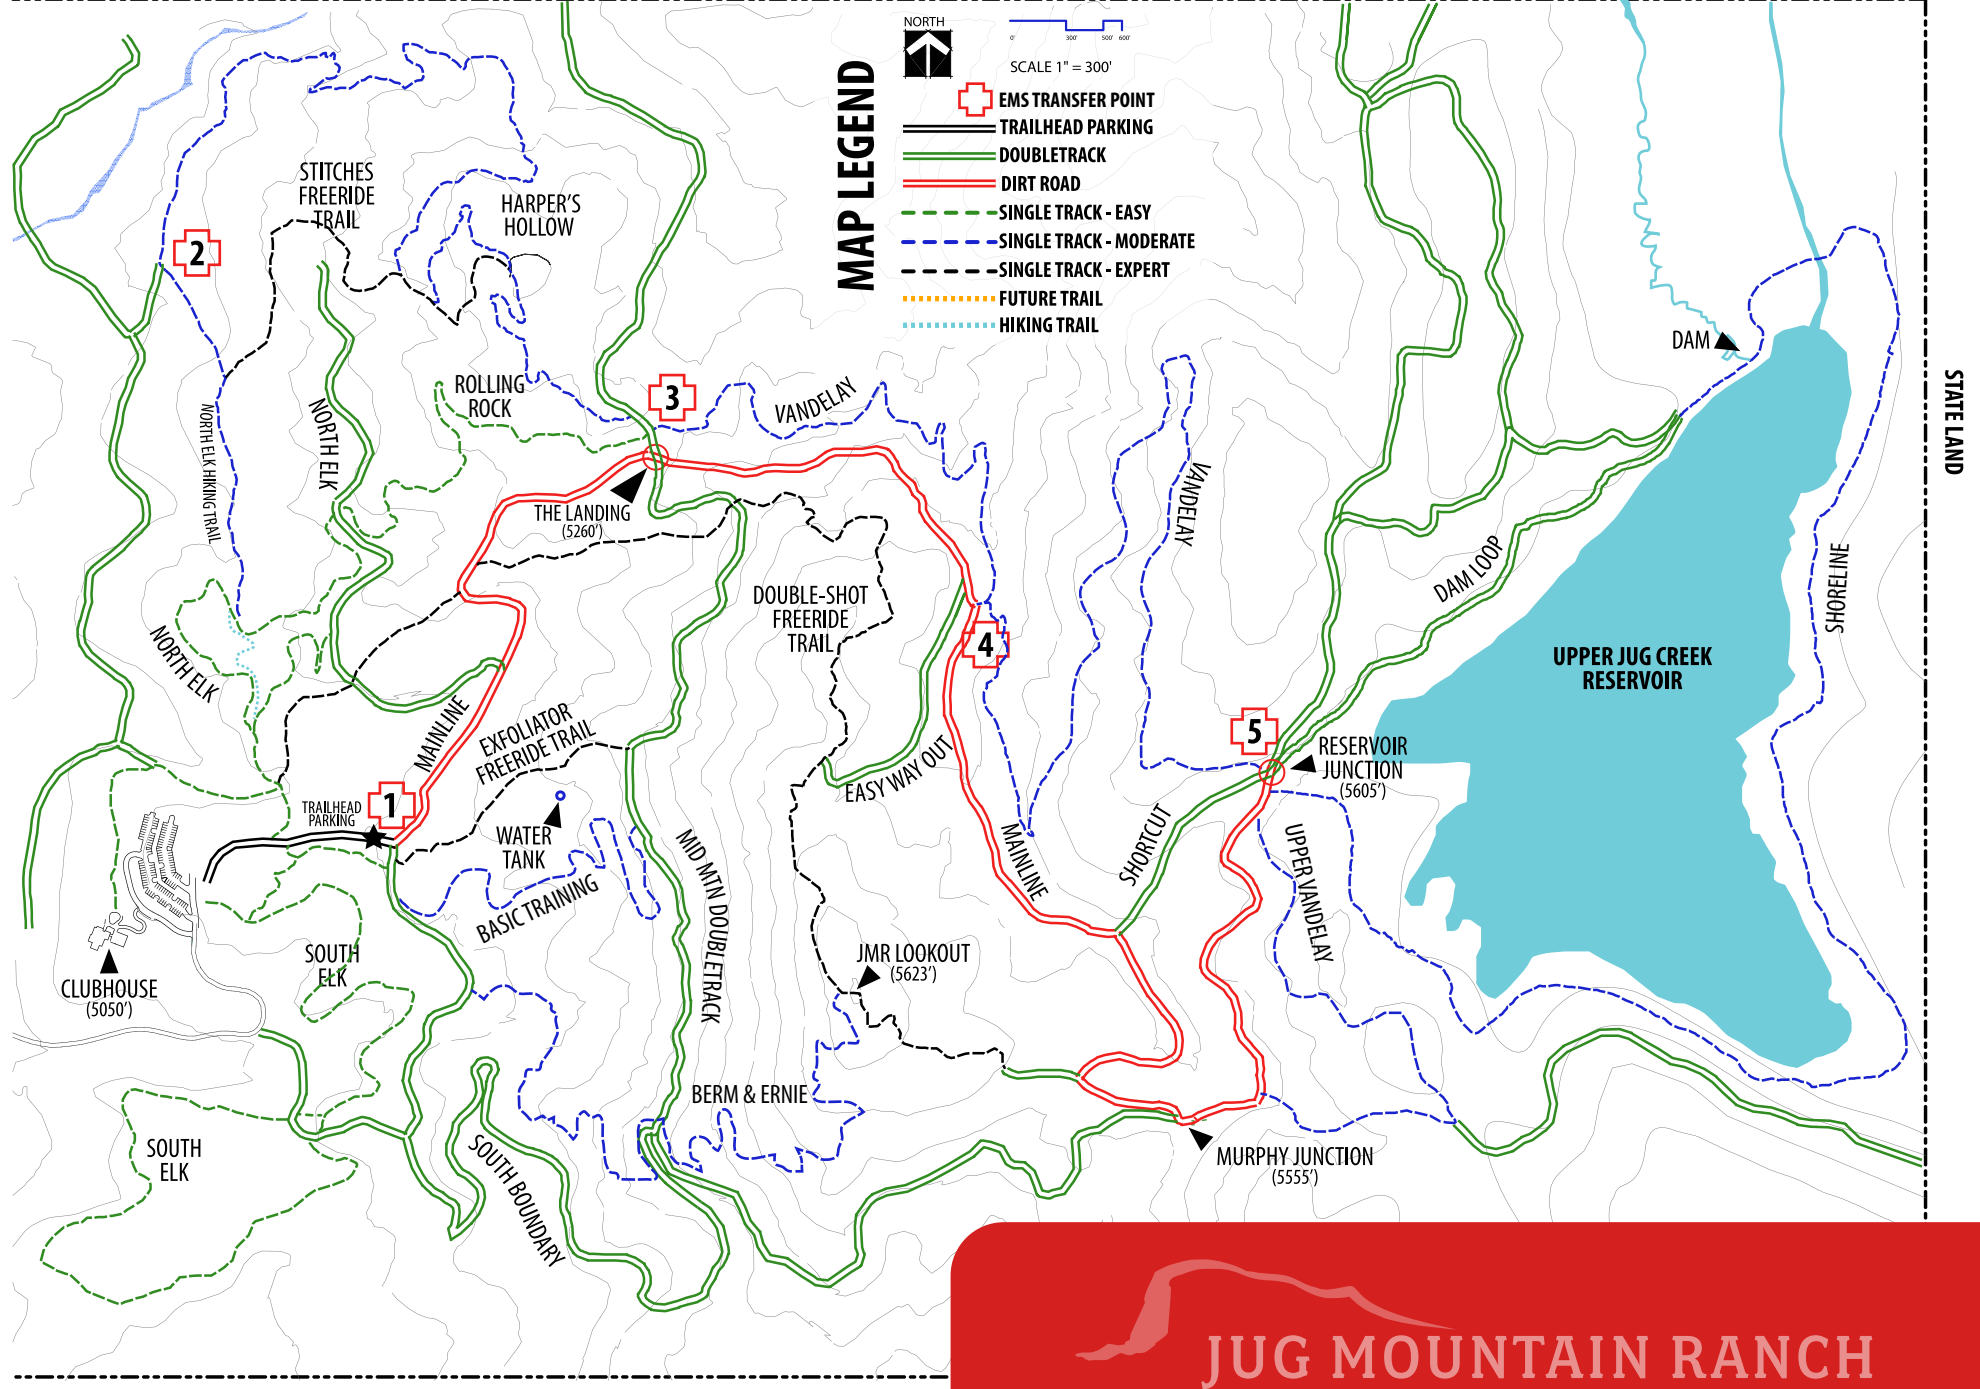 NORTH
0'
300'
500'
600'
SCALE 1" = 300'
MAP LEGEND
EMS TRANSFER POINT
TRAILHEAD PARKING
DOUBLETRACK
DIRT ROAD
SINGLE TRACK - EASY
SINGLE TRACK - MODERATE
SINGLE TRACK - EXPERT
FUTURE TRAIL
HIKING TRAIL
STITCHES
FREERIDE
TRAIL
HARPER'S
HOLLOW
2
DAM
STATE LAND
ROLLING
ROCK
3
VANDELAY
NORTH ELK HIKING TRAIL
NORTH ELK
THE LANDING
(5260')
VANDELAY
DAM LOOP
SHORELINE
DOUBLE-SHOT
FREERIDE
TRAIL
4
NORTH ELK
UPPER JUG CREEK
RESERVOIR
MAINLINE
EXFOLIATOR
FREERIDE TRAIL
5
RESERVOIR
JUNCTION
(5605')
EASY WAY OUT
TRAILHEAD
PARKING
1
WATER
TANK
MID MTN DOUBLETRACK
MAINLINE
SHORTCUT
UPPER VANDELAY
BASIC TRAINING
SOUTH
ELK
JMR LOOKOUT
(5623')
CLUBHOUSE
(5050')
BERM & ERNIE
SOUTH
ELK
SOUTH BOUNDARY
MURPHY JUNCTION
(5555')
JUG MOUNTAIN RANCH